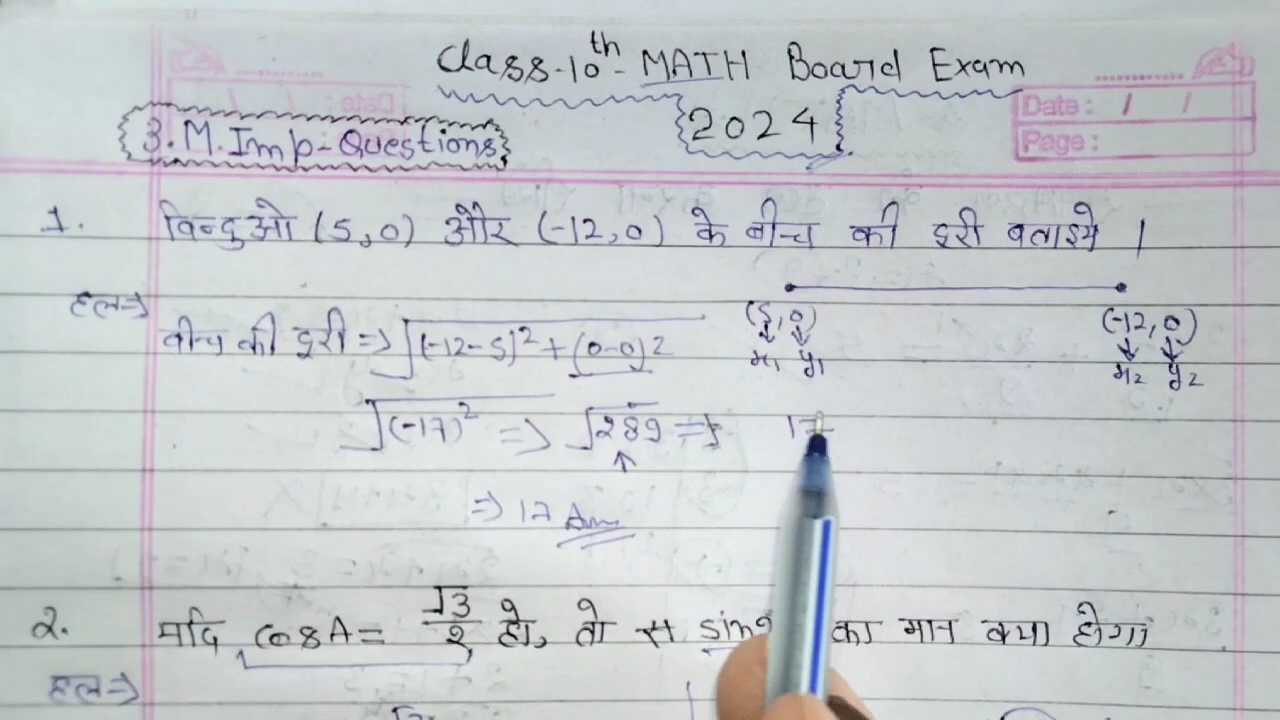 Class-10th-MATH Board Exam
2024
3.M.Imp-Questions
Date: / /
Page:
1. विन्दुओ (5,0) और (-12,0) के बीच की दूरी बताइये ।
हल=>
(5,0) (-12,0)
x₁ y₁ x₂ y₂
बीच की दूरी => √(-12-5)²+(0-0)²
√(-17)² => √289 => 17
=> 17 Ans
2. यदि cosA = √3/2 हो, तो sin का मान क्या होगा
हल=>